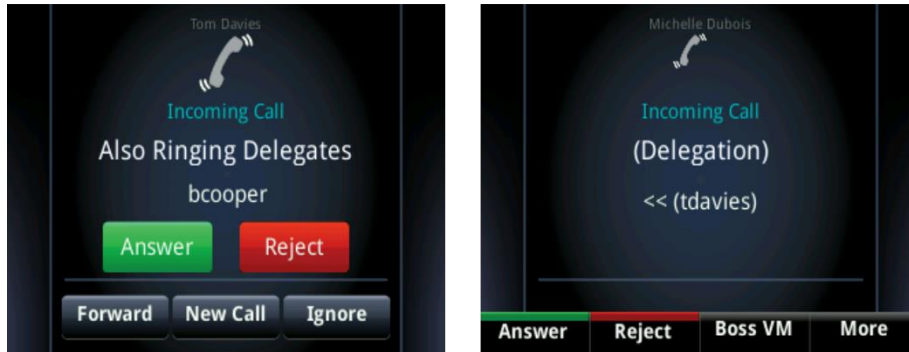 Tom Davies
Incoming Call
Also Ringing Delegates
bcooper
Answer Reject
Forward New Call Ignore
Michelle Dubois
Incoming Call
(Delegation)
<< (tdavies)
Answer Reject Boss VM More